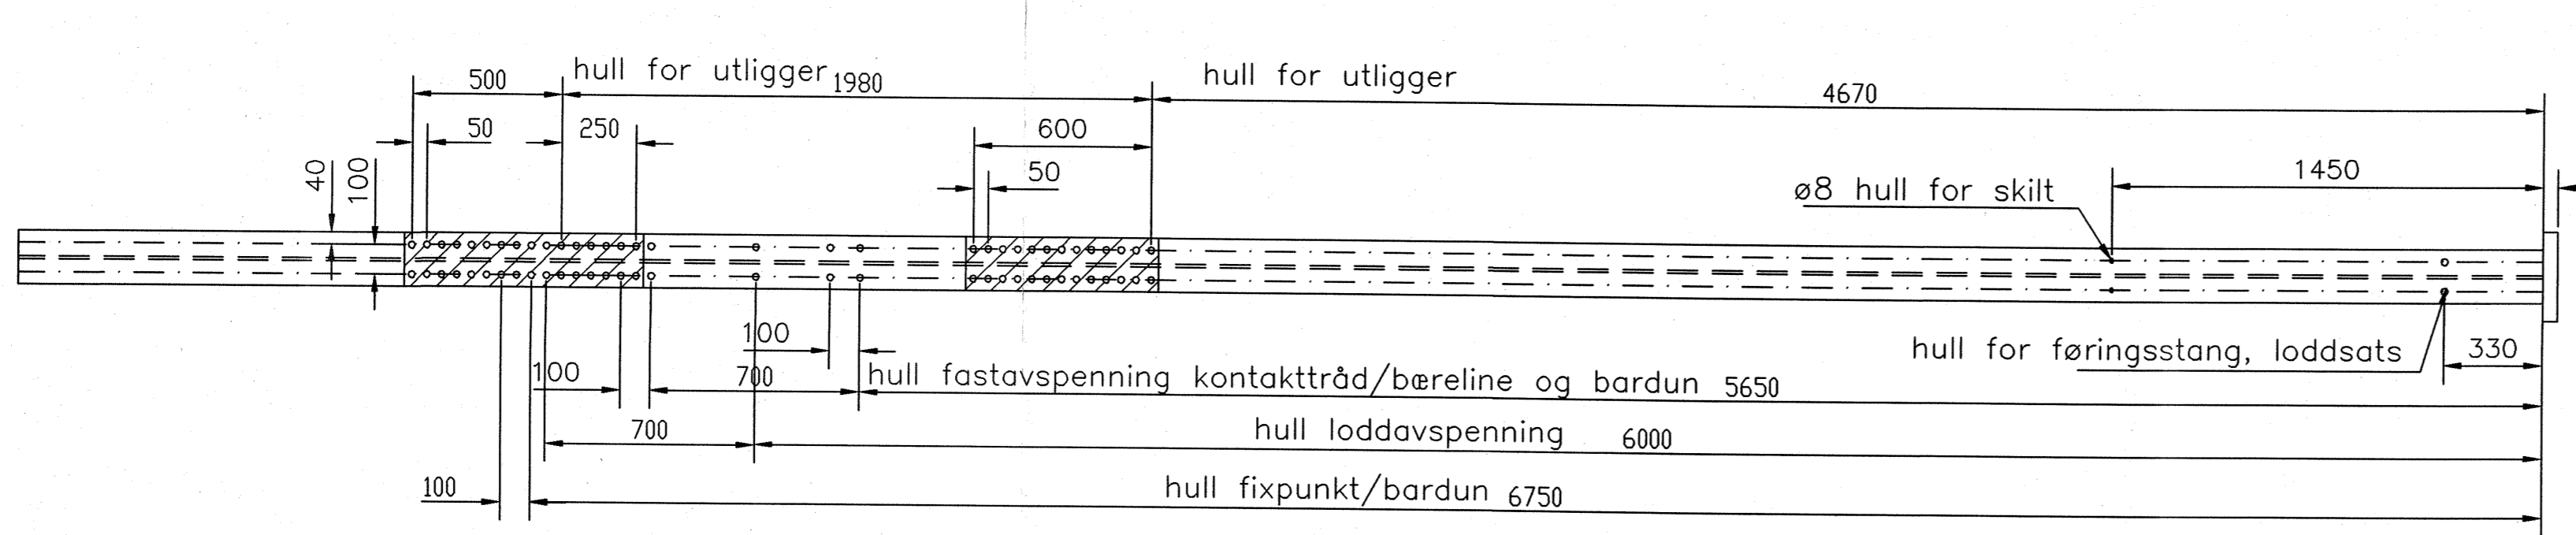 500
hull for utligger 1980
hull for utligger
4670
50
250
600
50
40
100
1450
ø8 hull for skilt
100
hull for føringsstang, loddsats
330
100
700
hull fastavspenning kontakttråd/bæreline og bardun 5650
700
hull loddavspenning 6000
100
hull fixpunkt/bardun 6750